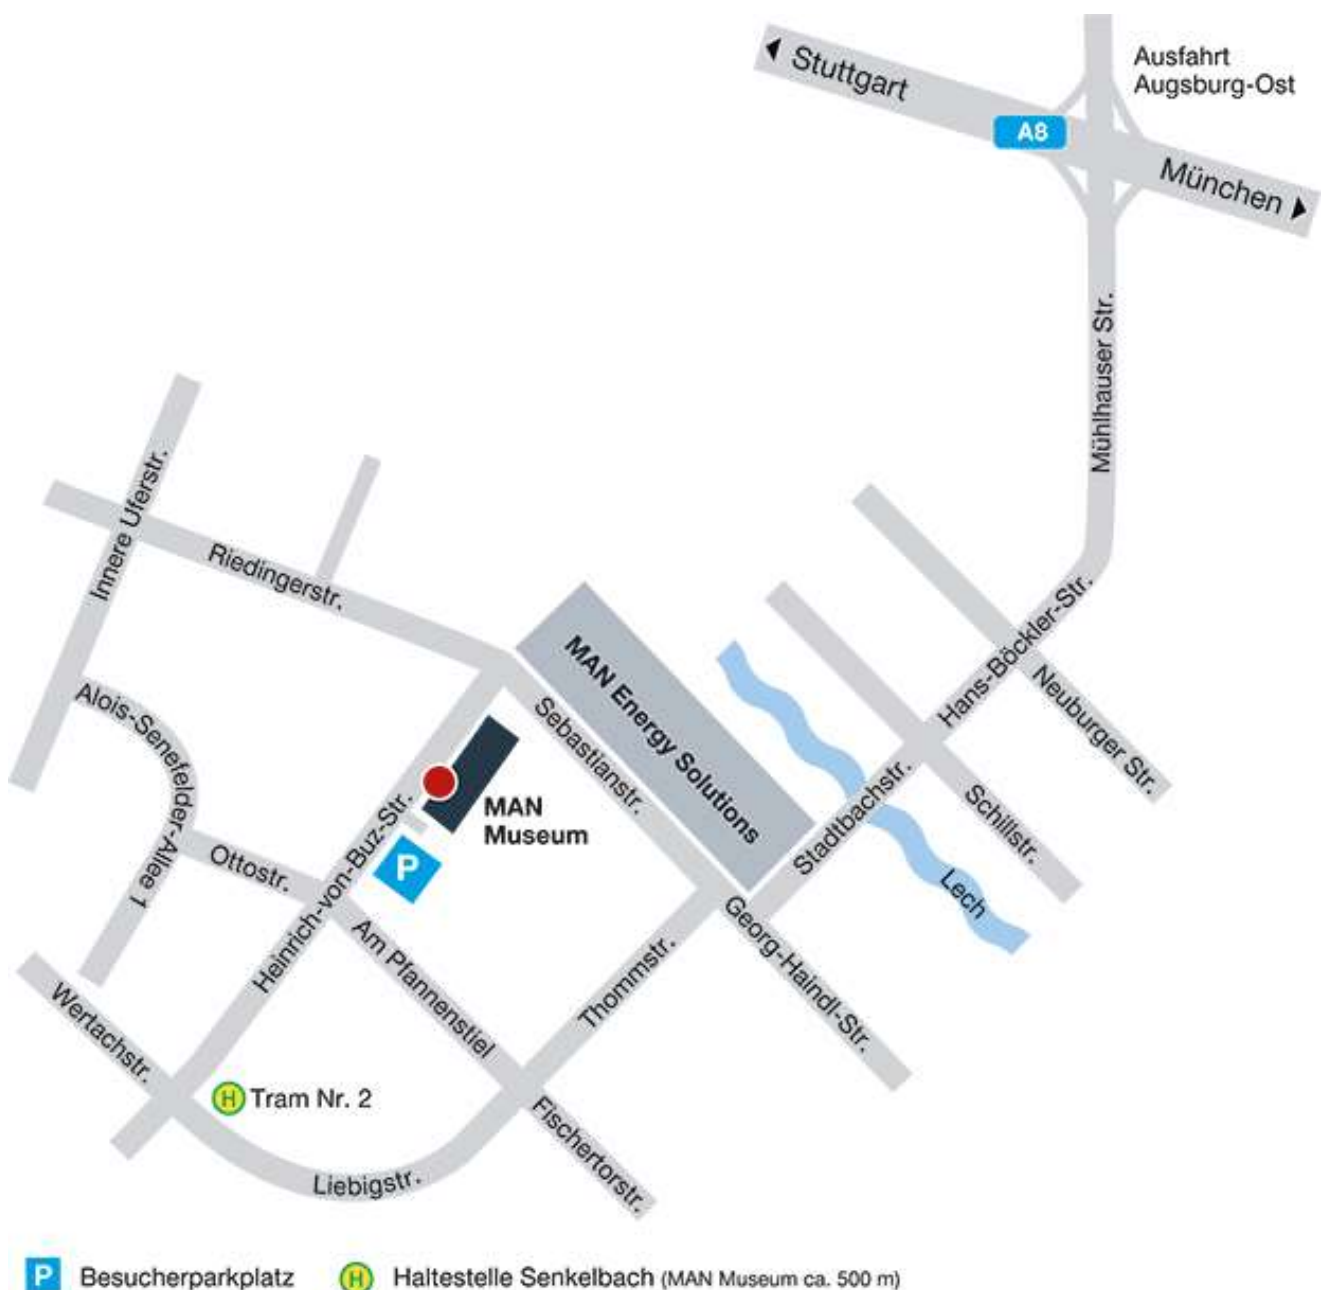 Stuttgart
Ausfahrt
Augsburg-Ost
A8
München
Mühlhauser Str.
Innere Uferstr.
Riedingerstr.
Hans-Böckler-Str.
Neuburger Str.
MAN Energy Solutions
Alois-Senefelder-Allee 1
Sebastianstr.
Stadtbachstr.
Schillstr.
MAN
Museum
Heinrich-von-Buz-Str.
P
Ottostr.
Lech
Georg-Haindl-Str.
Am Pfannenstiel
Thommstr.
Wertachstr.
H Tram Nr. 2
Fischertorstr.
Liebigstr.
P Besucherparkplatz
H Haltestelle Senkelbach (MAN Museum ca. 500 m)